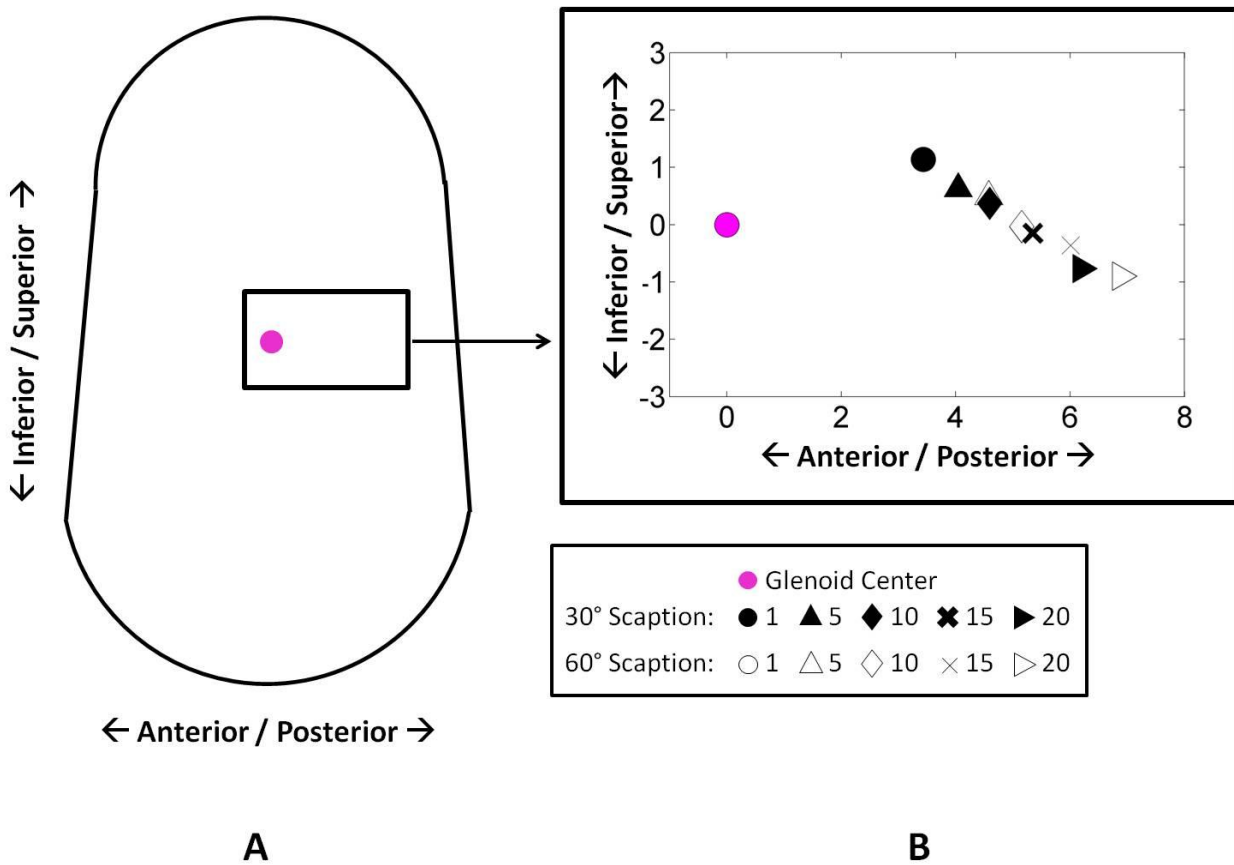 ← Inferior / Superior →
← Anterior / Posterior →
A
← Inferior / Superior→
3
2
1
0
-1
-2
-3
0 2 4 6 8
← Anterior / Posterior →
Glenoid Center
30° Scaption: 1 5 10 15 20
60° Scaption: 1 5 10 15 20
B